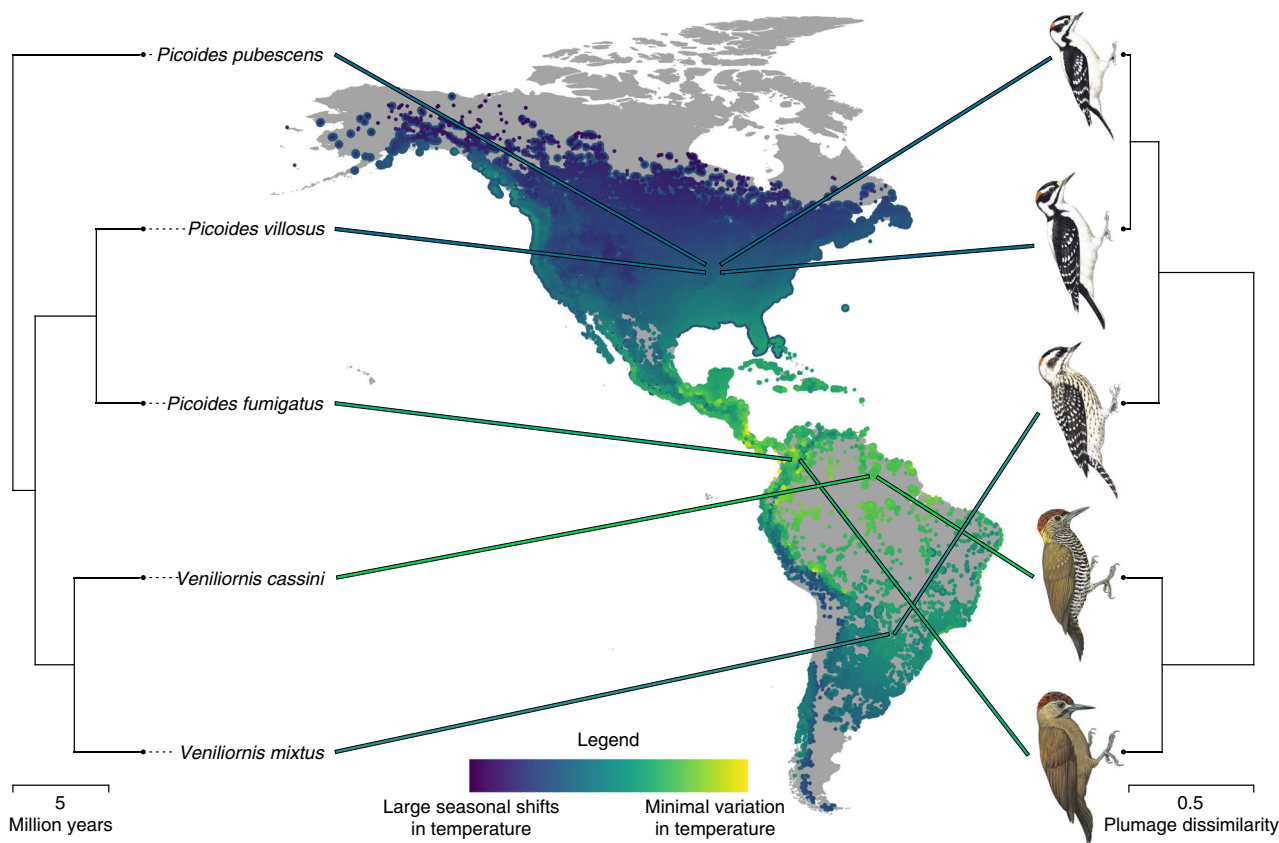 Picoides pubescens
Picoides villosus
Picoides fumigatus
Veniliornis cassini
Veniliornis mixtus
5
Million years
Legend
Large seasonal shifts
in temperature
Minimal variation
in temperature
0.5
Plumage dissimilarity